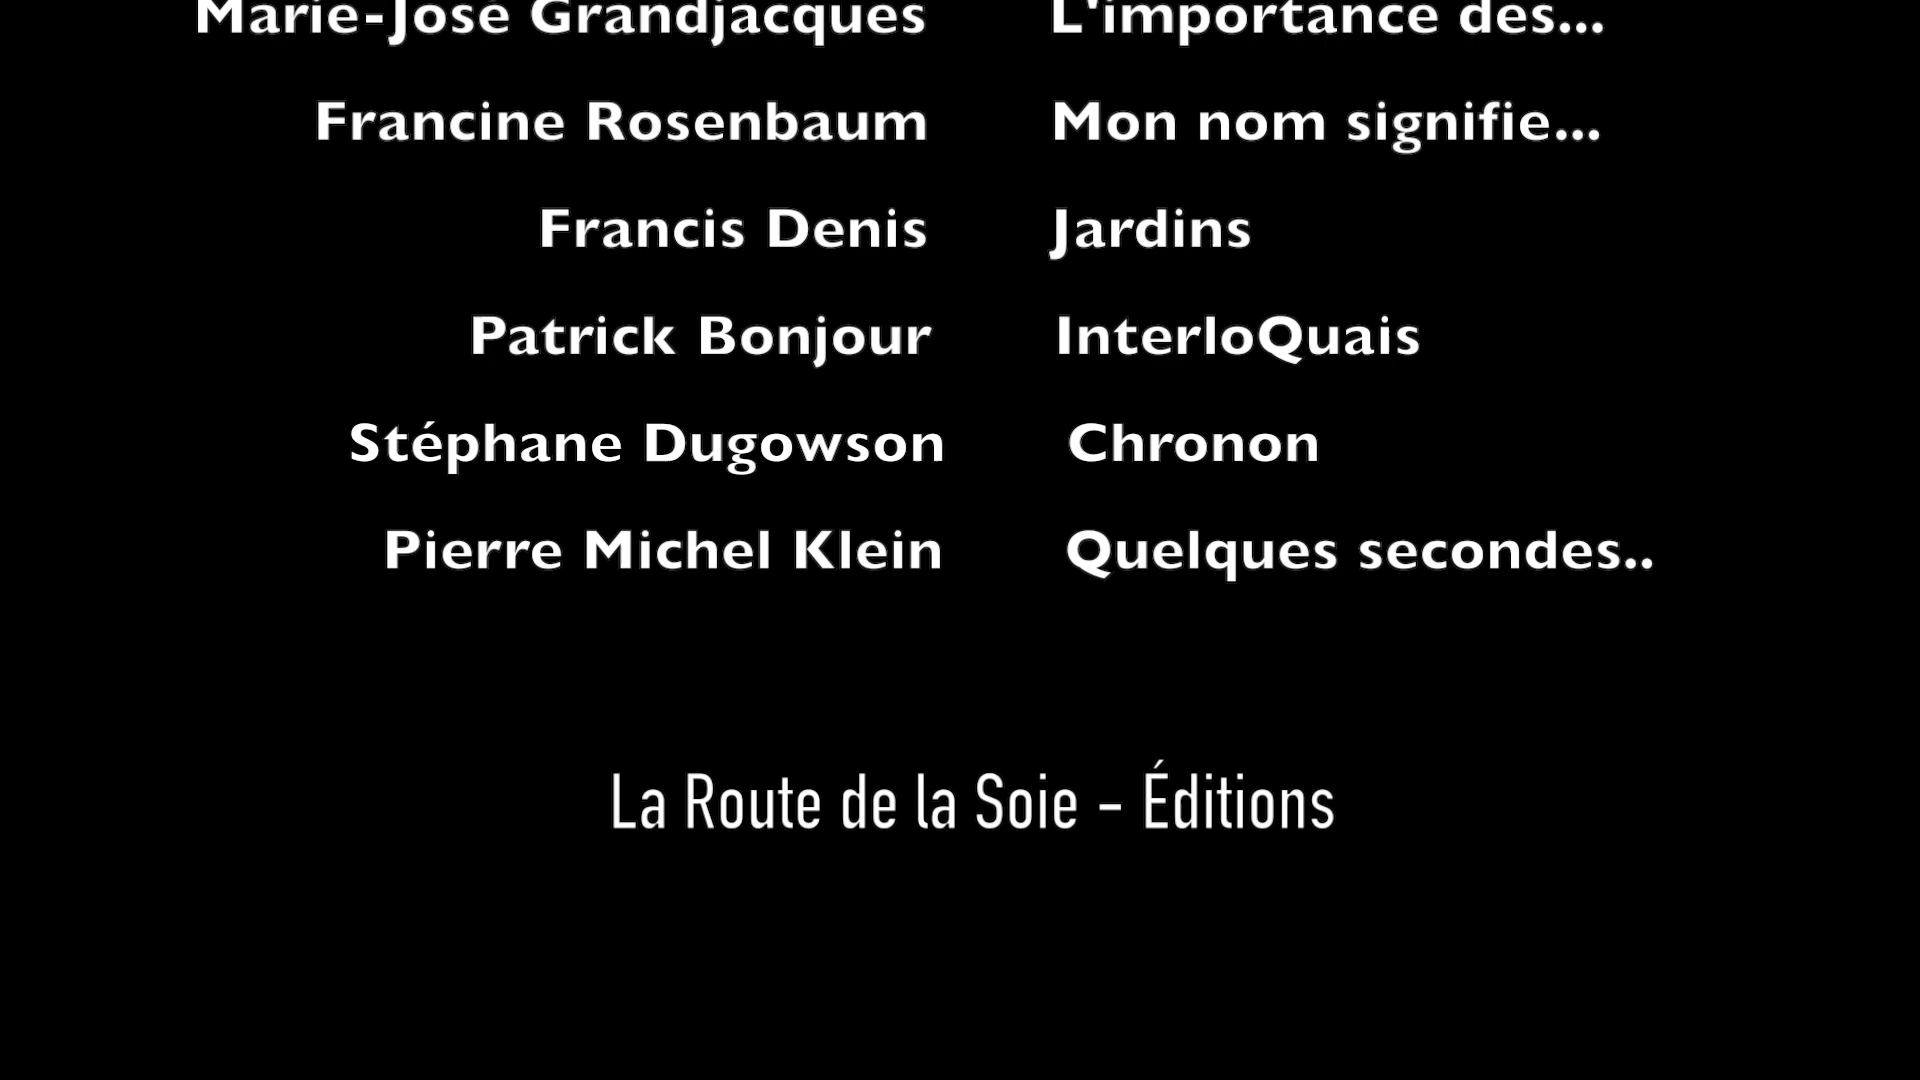 Marie-José Grandjacques L'importance des...
Francine Rosenbaum Mon nom signifie...
Francis Denis Jardins
Patrick Bonjour InterloQuais
Stéphane Dugowson Chronon
Pierre Michel Klein Quelques secondes..
La Route de la Soie - Éditions